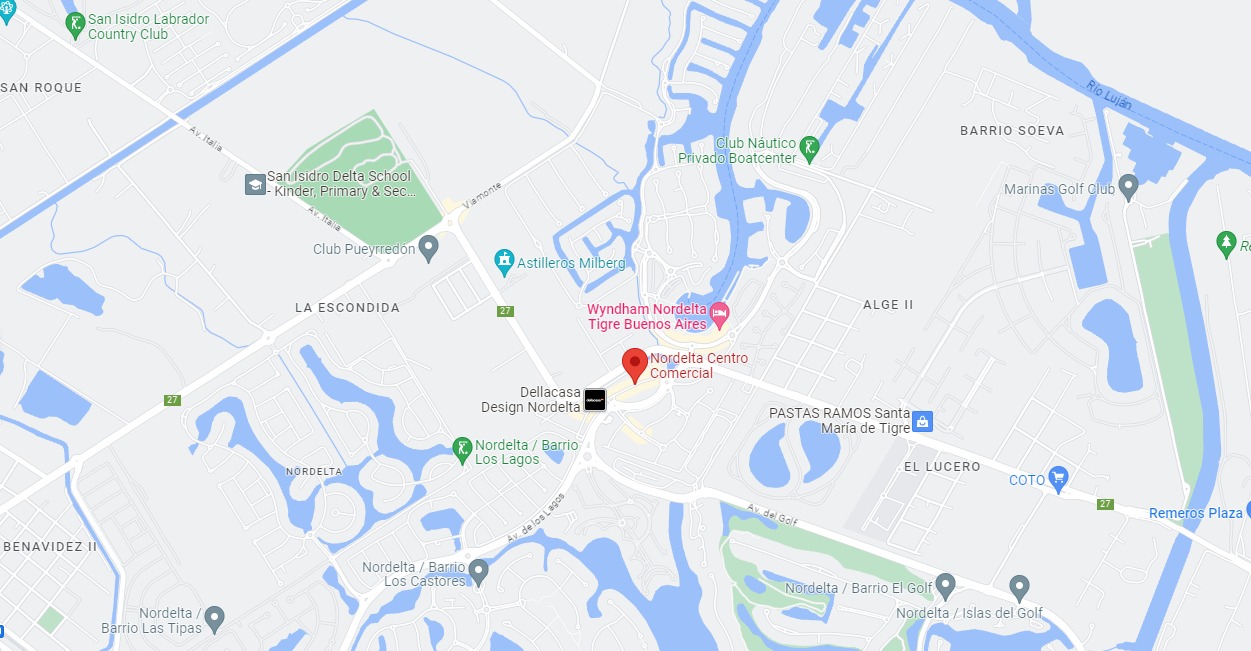 San Isidro Labrador
Country Club
SAN ROQUE
Río Luján
Av. Italia
BARRIO SOEVA
Club Náutico
Privado Boatcenter
San Isidro Delta School
- Kinder, Primary & Sec...
Marinas Golf Club
Viamonte
Av. Italia
Club Pueyrredón
Astilleros Milberg
LA ESCONDIDA
27
Wyndham Nordelta
Tigre Buenos Aires
ALGE II
Nordelta Centro
Comercial
27
Dellacasa
Design Nordelta
PASTAS RAMOS Santa
María de Tigre
Nordelta / Barrio
Los Lagos
NORDELTA
EL LUCERO
COTO
27
Remeros Plaza
Av. de los Lagos
Av. del Golf
BENAVIDEZ II
Nordelta / Barrio
Los Castores
Nordelta / Barrio El Golf
Nordelta / Islas del Golf
Nordelta /
Barrio Las Tipas